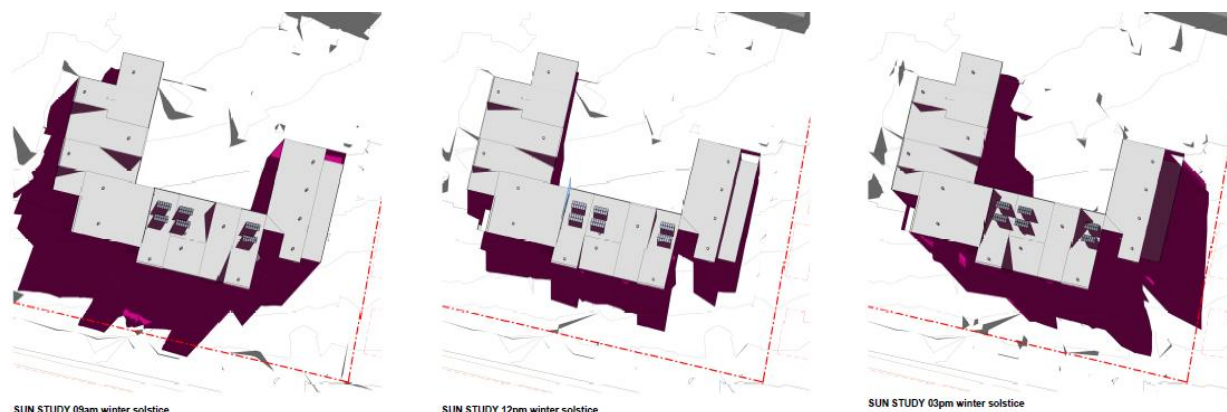 SUN STUDY 09am winter solstice
SUN STUDY 12pm winter solstice
SUN STUDY 03pm winter solstice